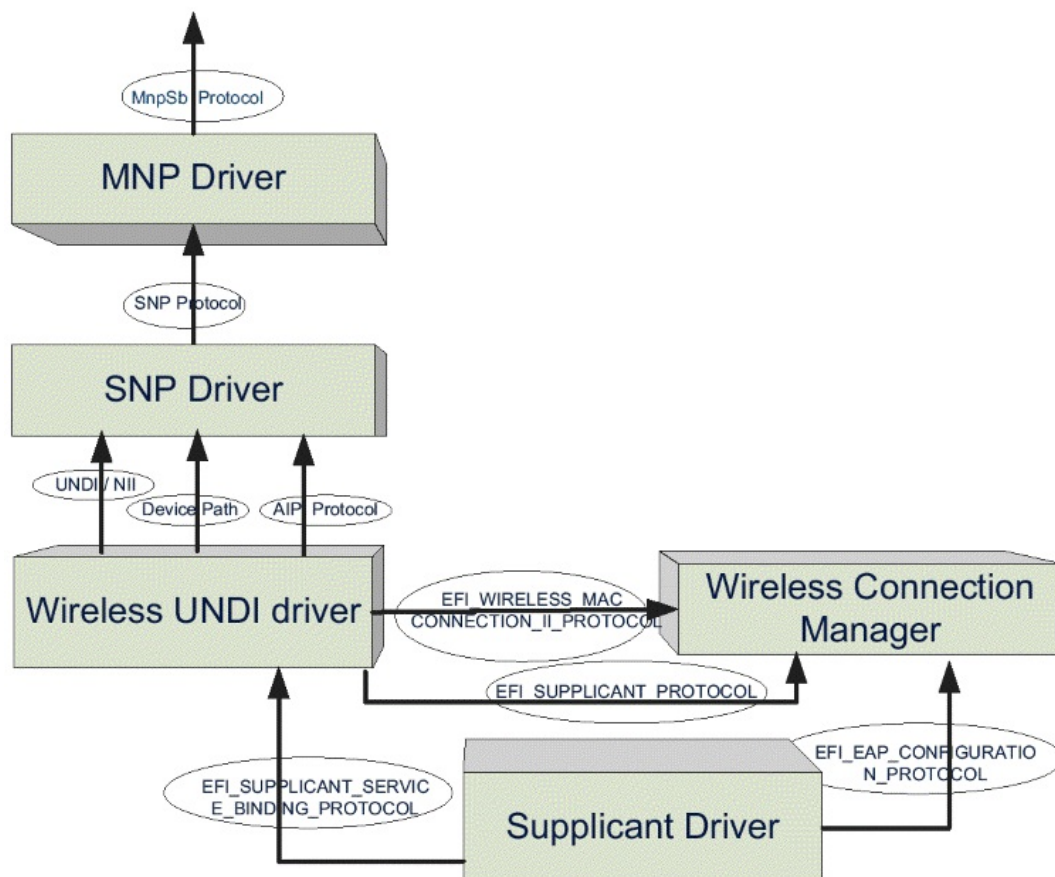 MnpSb Protocol
MNP Driver
SNP Protocol
SNP Driver
UNDI / NII
Device Path
AIP Protocol
Wireless UNDI driver
EFI_WIRELESS_MAC
CONNECTION_II_PROTOCOL
Wireless Connection
Manager
EFI_SUPPLICANT_PROTOCOL
EFI_SUPPLICANT_SERVIC
E_BINDING_PROTOCOL
EFI_EAP_CONFIGURATIO
N_PROTOCOL
Supplicant Driver